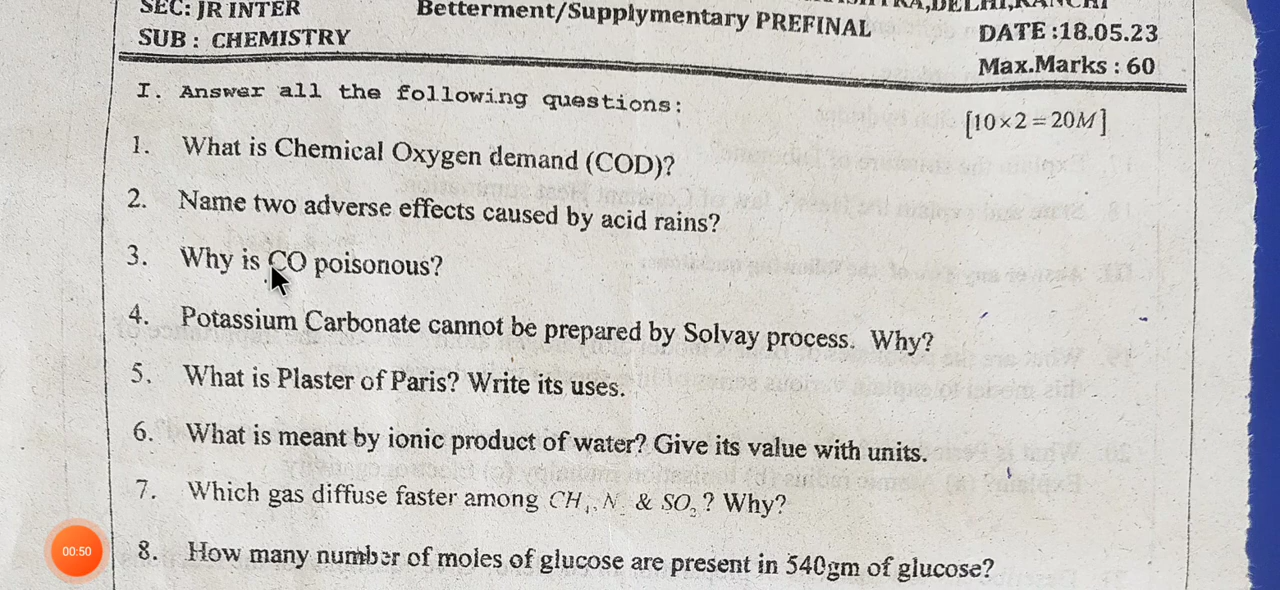 SEC: JR INTER
Betterment/Supplymentary PREFINAL
SUB : CHEMISTRY
DATE :18.05.23
Max.Marks : 60
I. Answer all the following questions:
[10×2=20M]
1. What is Chemical Oxygen demand (COD)?
2. Name two adverse effects caused by acid rains?
3. Why is CO poisonous?
4. Potassium Carbonate cannot be prepared by Solvay process. Why?
5. What is Plaster of Paris? Write its uses.
6. What is meant by ionic product of water? Give its value with units.
7. Which gas diffuse faster among CH₄, N & SO₂? Why?
8. How many number of moles of glucose are present in 540gm of glucose?
00:50